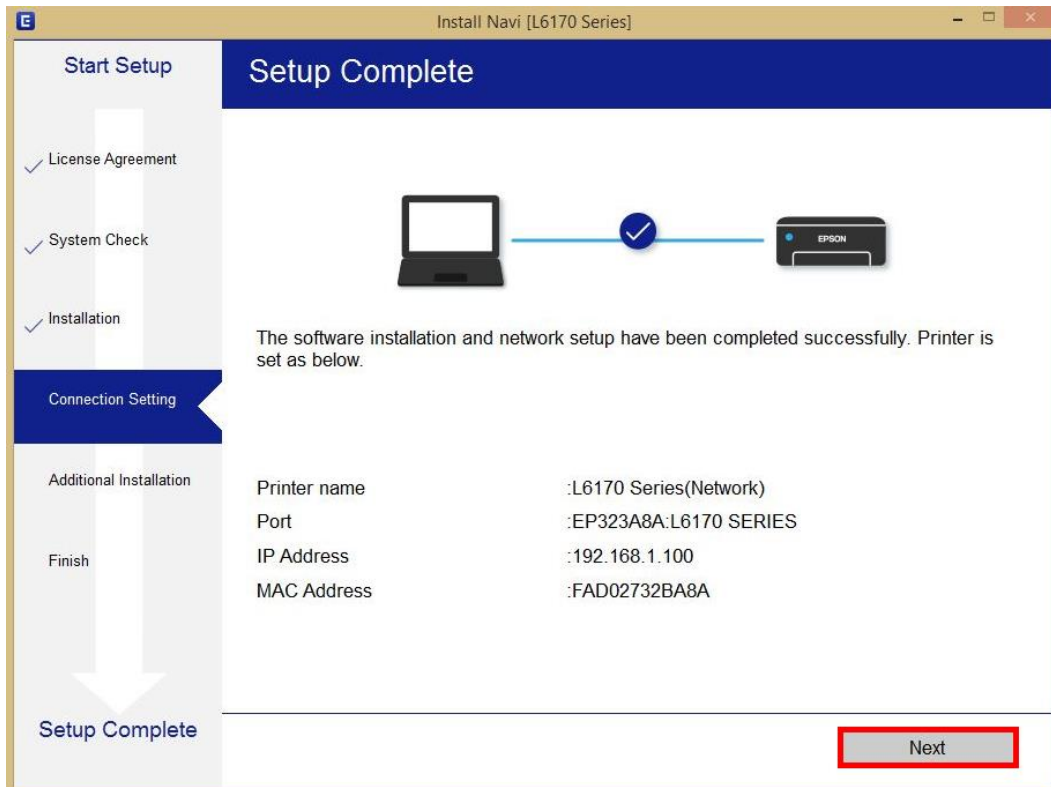 Install Navi [L6170 Series]
Start Setup
Setup Complete
License Agreement
System Check
Installation
Connection Setting
Additional Installation
Finish
Setup Complete
EPSON
The software installation and network setup have been completed successfully. Printer is
set as below.
Printer name :L6170 Series(Network)
Port :EP323A8A:L6170 SERIES
IP Address :192.168.1.100
MAC Address :FAD02732BA8A
Next